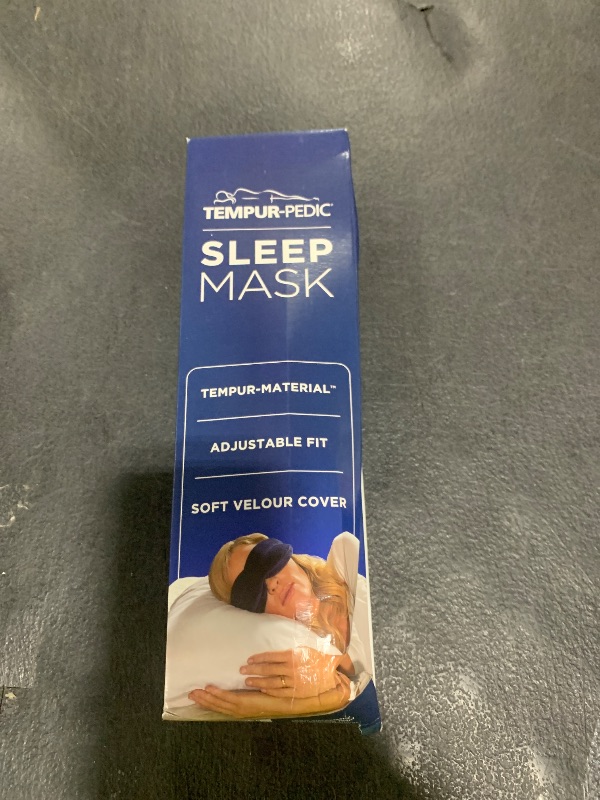 TEMPUR-PEDIC®
SLEEP
MASK
TEMPUR-MATERIAL™
ADJUSTABLE FIT
SOFT VELOUR COVER